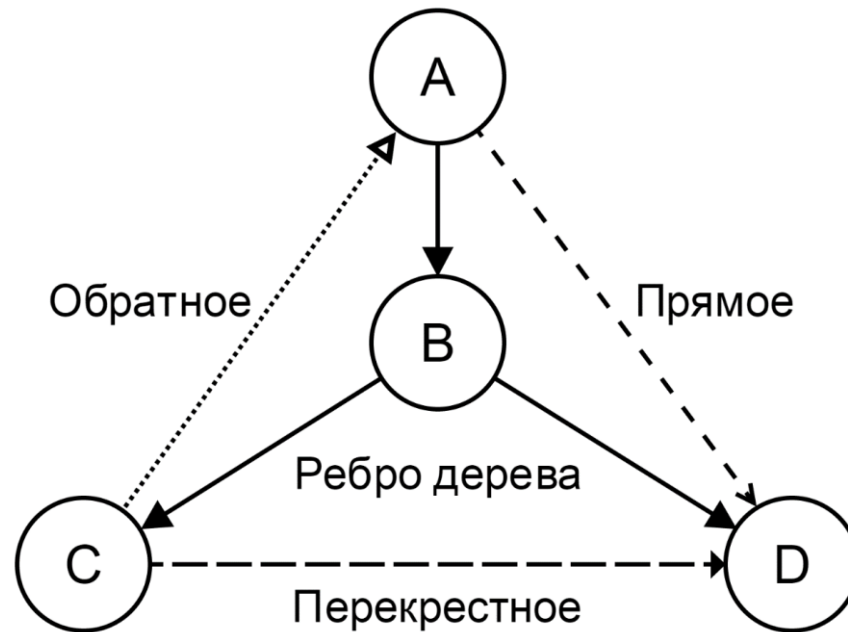 A
Обратное
Прямое
B
Ребро дерева
C
D
Перекрестное